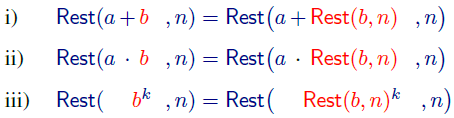 i) Rest(a + b , n) = Rest(a + Rest(b, n) , n)
ii) Rest(a · b , n) = Rest(a · Rest(b, n) , n)
iii) Rest( b^k , n) = Rest( Rest(b, n)^k , n)